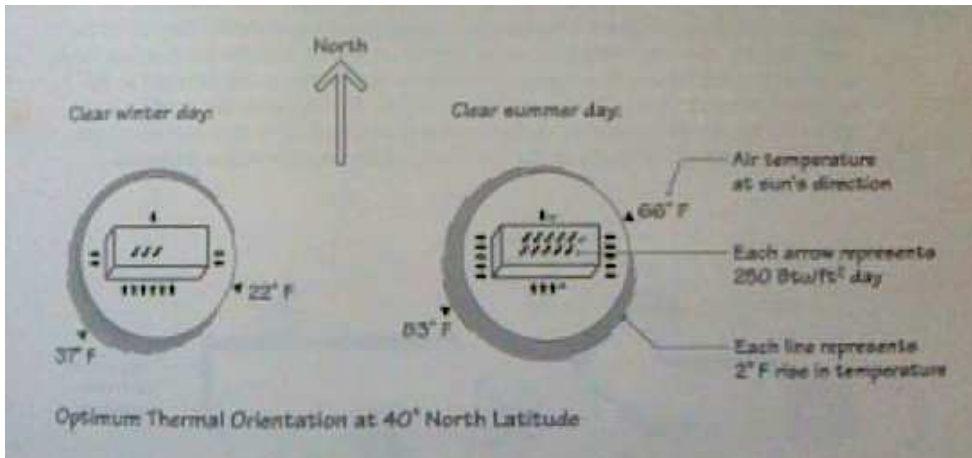 North
Clear winter day:
Clear summer day:
Air temperature
at sun's direction
66° F
Each arrow represents
250 Btu/ft² day
22° F
83° F
37° F
Each line represents
2° F rise in temperature
Optimum Thermal Orientation at 40° North Latitude